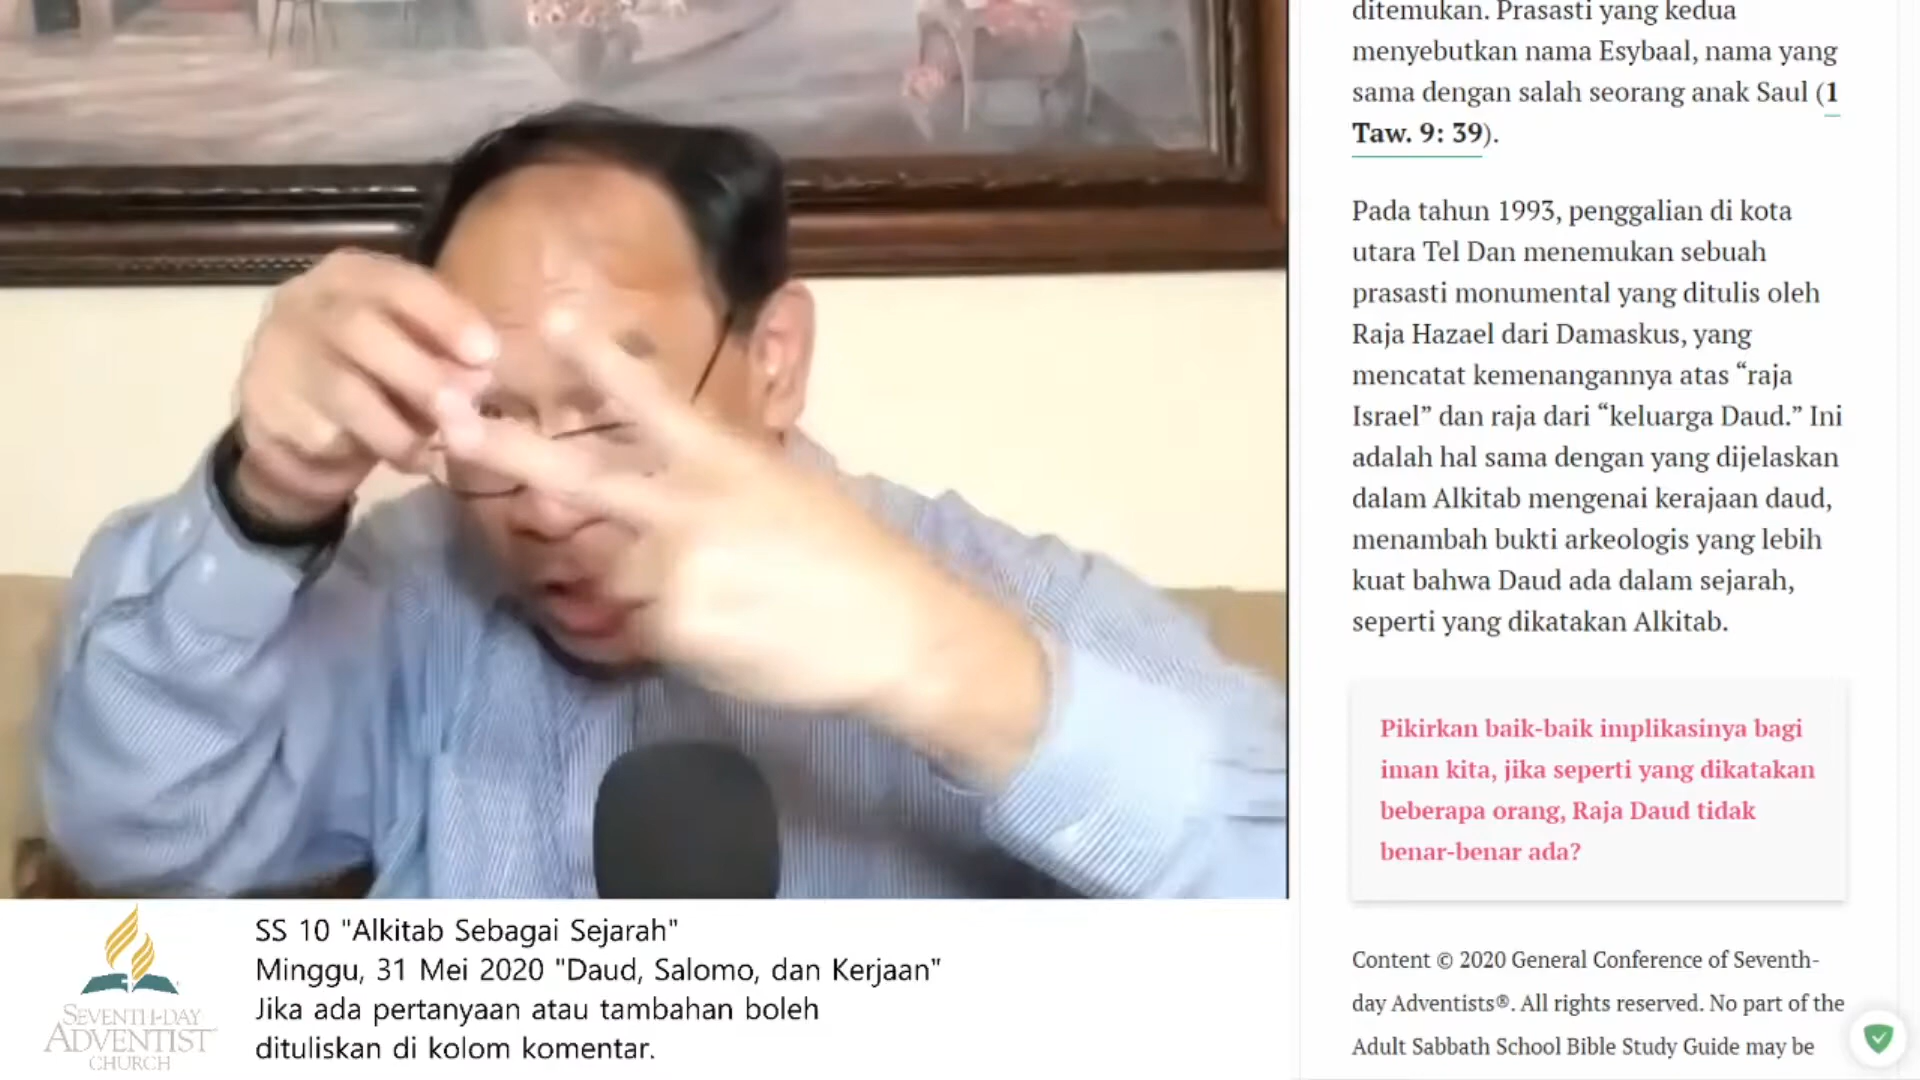 ditemukan. Prasasti yang kedua
menyebutkan nama Esybaal, nama yang
sama dengan salah seorang anak Saul (1
Taw. 9: 39).
Pada tahun 1993, penggalian di kota
utara Tel Dan menemukan sebuah
prasasti monumental yang ditulis oleh
Raja Hazael dari Damaskus, yang
mencatat kemenangannya atas “raja
Israel” dan raja dari “keluarga Daud.” Ini
adalah hal sama dengan yang dijelaskan
dalam Alkitab mengenai kerajaan daud,
menambah bukti arkeologis yang lebih
kuat bahwa Daud ada dalam sejarah,
seperti yang dikatakan Alkitab.
Pikirkan baik-baik implikasinya bagi
iman kita, jika seperti yang dikatakan
beberapa orang, Raja Daud tidak
benar-benar ada?
Content © 2020 General Conference of Seventh-
day Adventists®. All rights reserved. No part of the
Adult Sabbath School Bible Study Guide may be
SS 10 "Alkitab Sebagai Sejarah"
Minggu, 31 Mei 2020 "Daud, Salomo, dan Kerjaan"
Jika ada pertanyaan atau tambahan boleh
dituliskan di kolom komentar.
SEVENTH-DAY
ADVENTIST
CHURCH